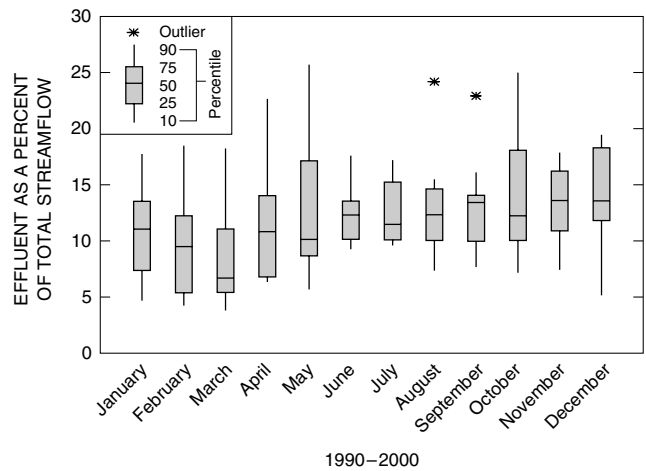 EFFLUENT AS A PERCENT
OF TOTAL STREAMFLOW
30
25
20
15
10
5
0
Outlier
90
75
50
25
10
Percentile
January
February
March
April
May
June
July
August
September
October
November
December
1990–2000